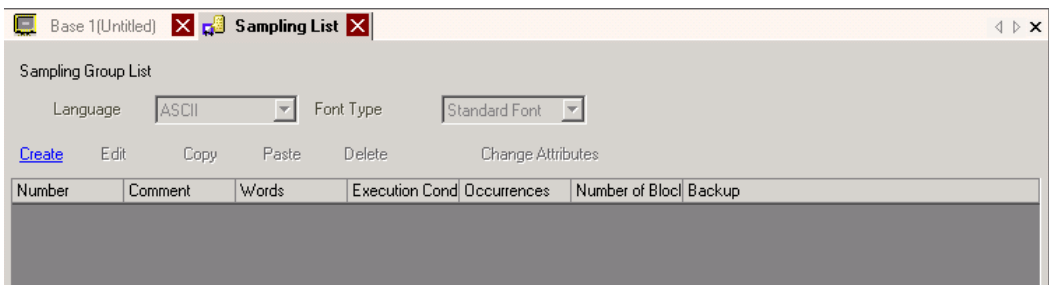 Base 1(Untitled) Sampling List
Sampling Group List
Language ASCII Font Type Standard Font
Create Edit Copy Paste Delete Change Attributes
Number Comment Words Execution Cond Occurrences Number of Blocl Backup